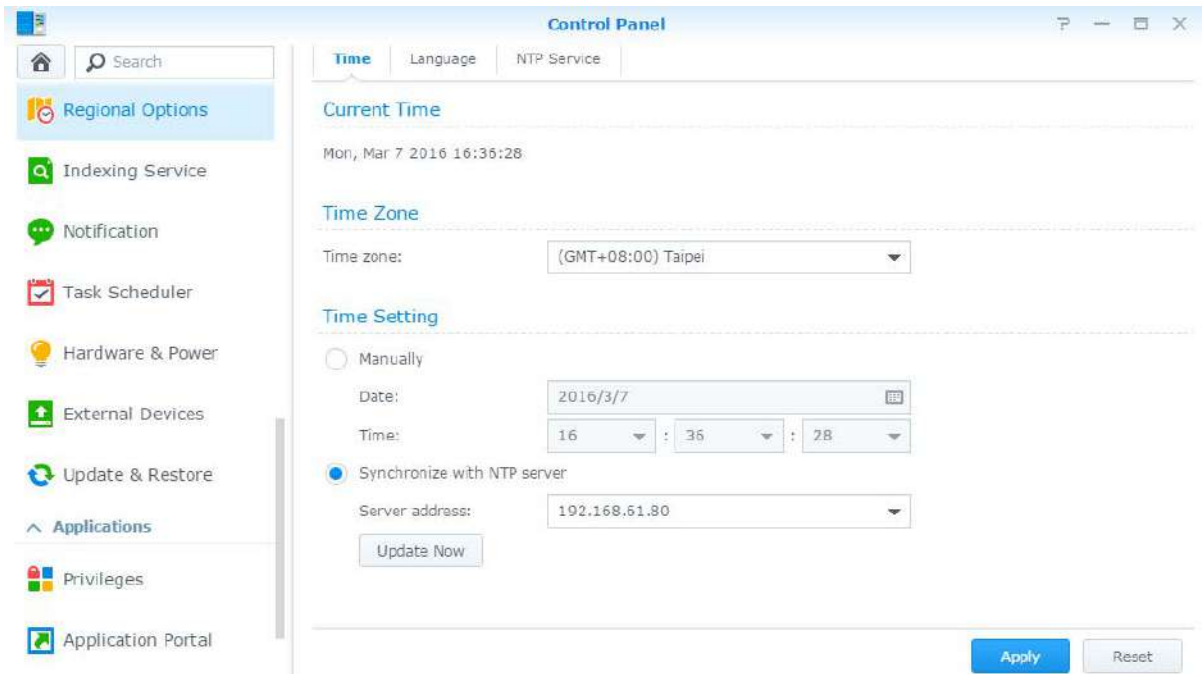 Control Panel
Search
Regional Options
Indexing Service
Notification
Task Scheduler
Hardware & Power
External Devices
Update & Restore
Applications
Privileges
Application Portal
Time Language NTP Service
Current Time
Mon, Mar 7 2016 16:36:28
Time Zone
Time zone: (GMT+08:00) Taipei
Time Setting
Manually
Date: 2016/3/7
Time: 16 : 36 : 28
Synchronize with NTP server
Server address: 192.168.61.80
Update Now
Apply Reset